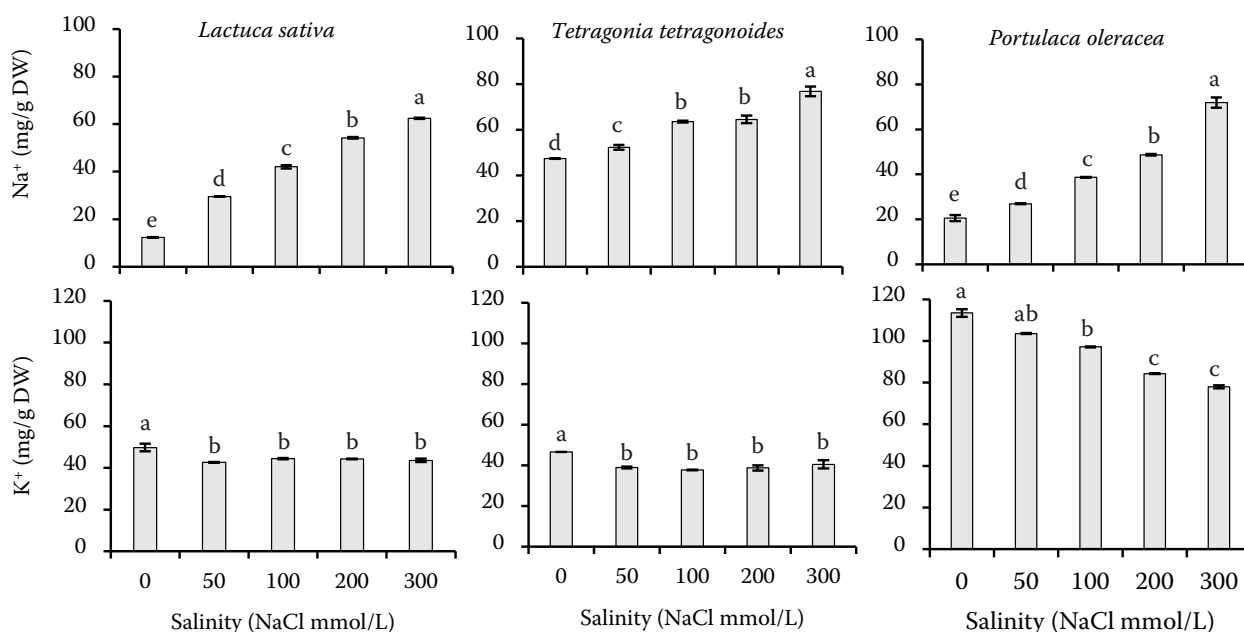 Lactuca sativa
Tetragonia tetragonoides
Portulaca oleracea
Na⁺ (mg/g DW)
100
80
60
40
20
0
e
d
c
b
a
100
80
60
40
20
0
d
c
b
b
a
100
80
60
40
20
0
e
d
c
b
a
K⁺ (mg/g DW)
120
100
80
60
40
20
0
a
b
b
b
b
0 50 100 200 300
Salinity (NaCl mmol/L)
120
100
80
60
40
20
0
a
b
b
b
b
0 50 100 200 300
Salinity (NaCl mmol/L)
120
100
80
60
40
20
0
a
ab
b
c
c
0 50 100 200 300
Salinity (NaCl mmol/L)